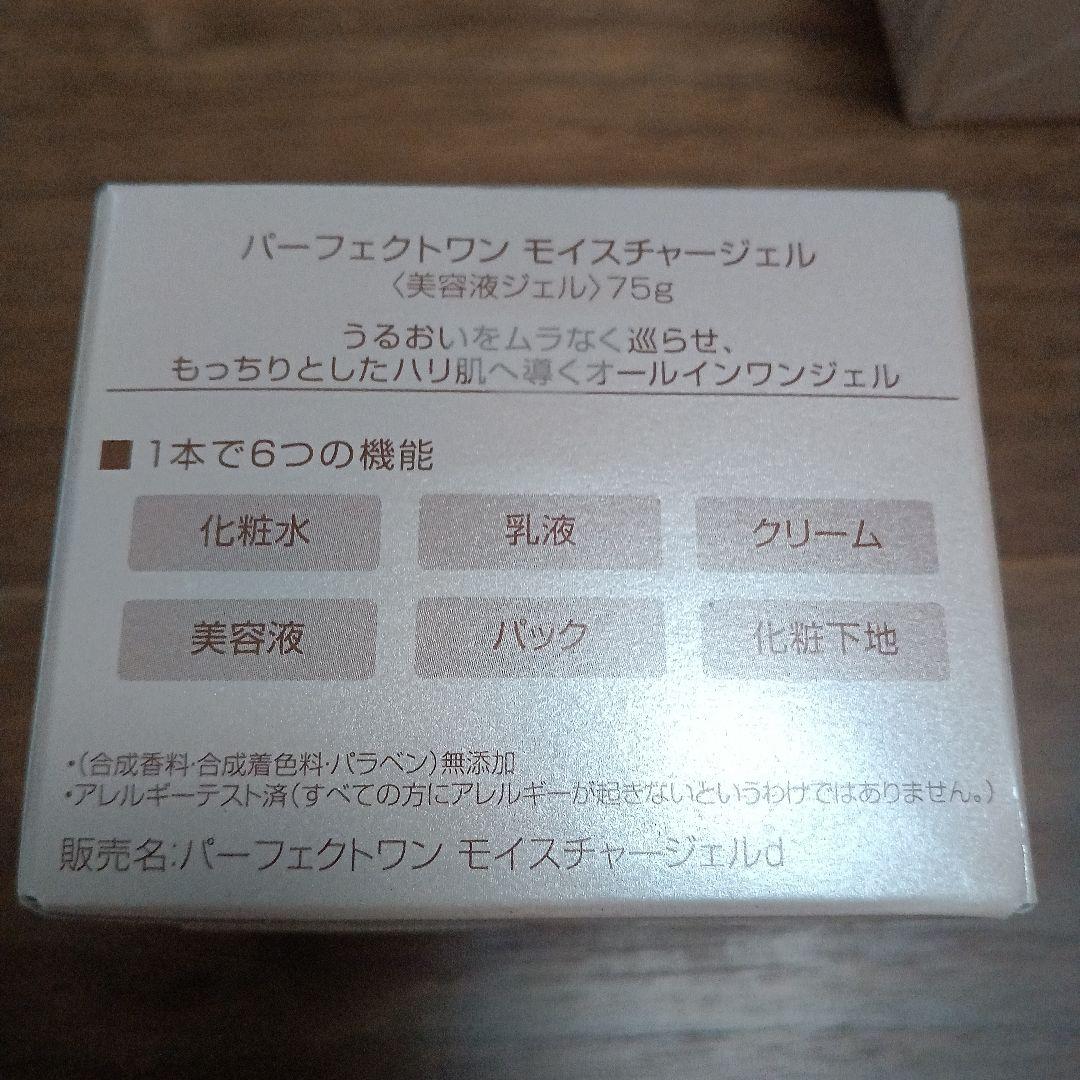 パーフェクトワン モイスチャージェル
〈美容液ジェル〉75g
うるおいをムラなく巡らせ、
もっちりとしたハリ肌へ導くオールインワンジェル
■ 1本で6つの機能
化粧水 乳液 クリーム
美容液 パック 化粧下地
・(合成香料・合成着色料・パラベン)無添加
・アレルギーテスト済(すべての方にアレルギーが起きないというわけではありません。)
販売名:パーフェクトワン モイスチャージェルd